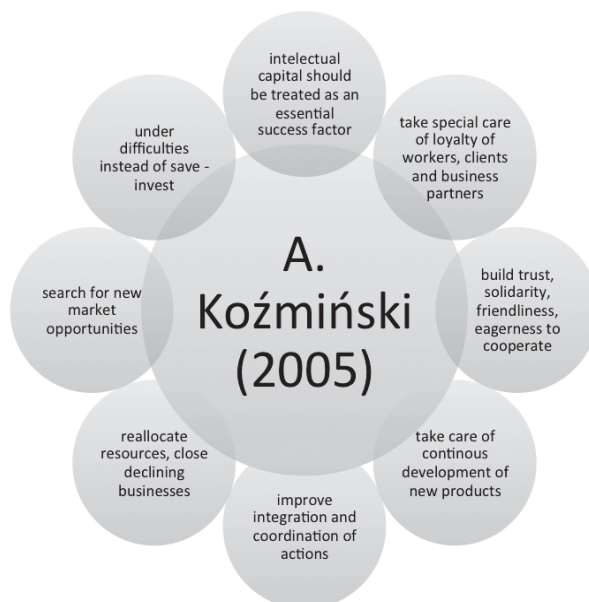 intelectual
capital should
be treated as an
essential
success factor
take special care
of loyalty of
workers, clients
and business
partners
build trust,
solidarity,
friendliness,
eagerness to
cooperate
take care of
continous
development of
new products
improve
integration and
coordination of
actions
reallocate
resources, close
declining
businesses
search for new
market
opportunities
under
difficulties
instead of save -
invest
A.
Koźmiński
(2005)